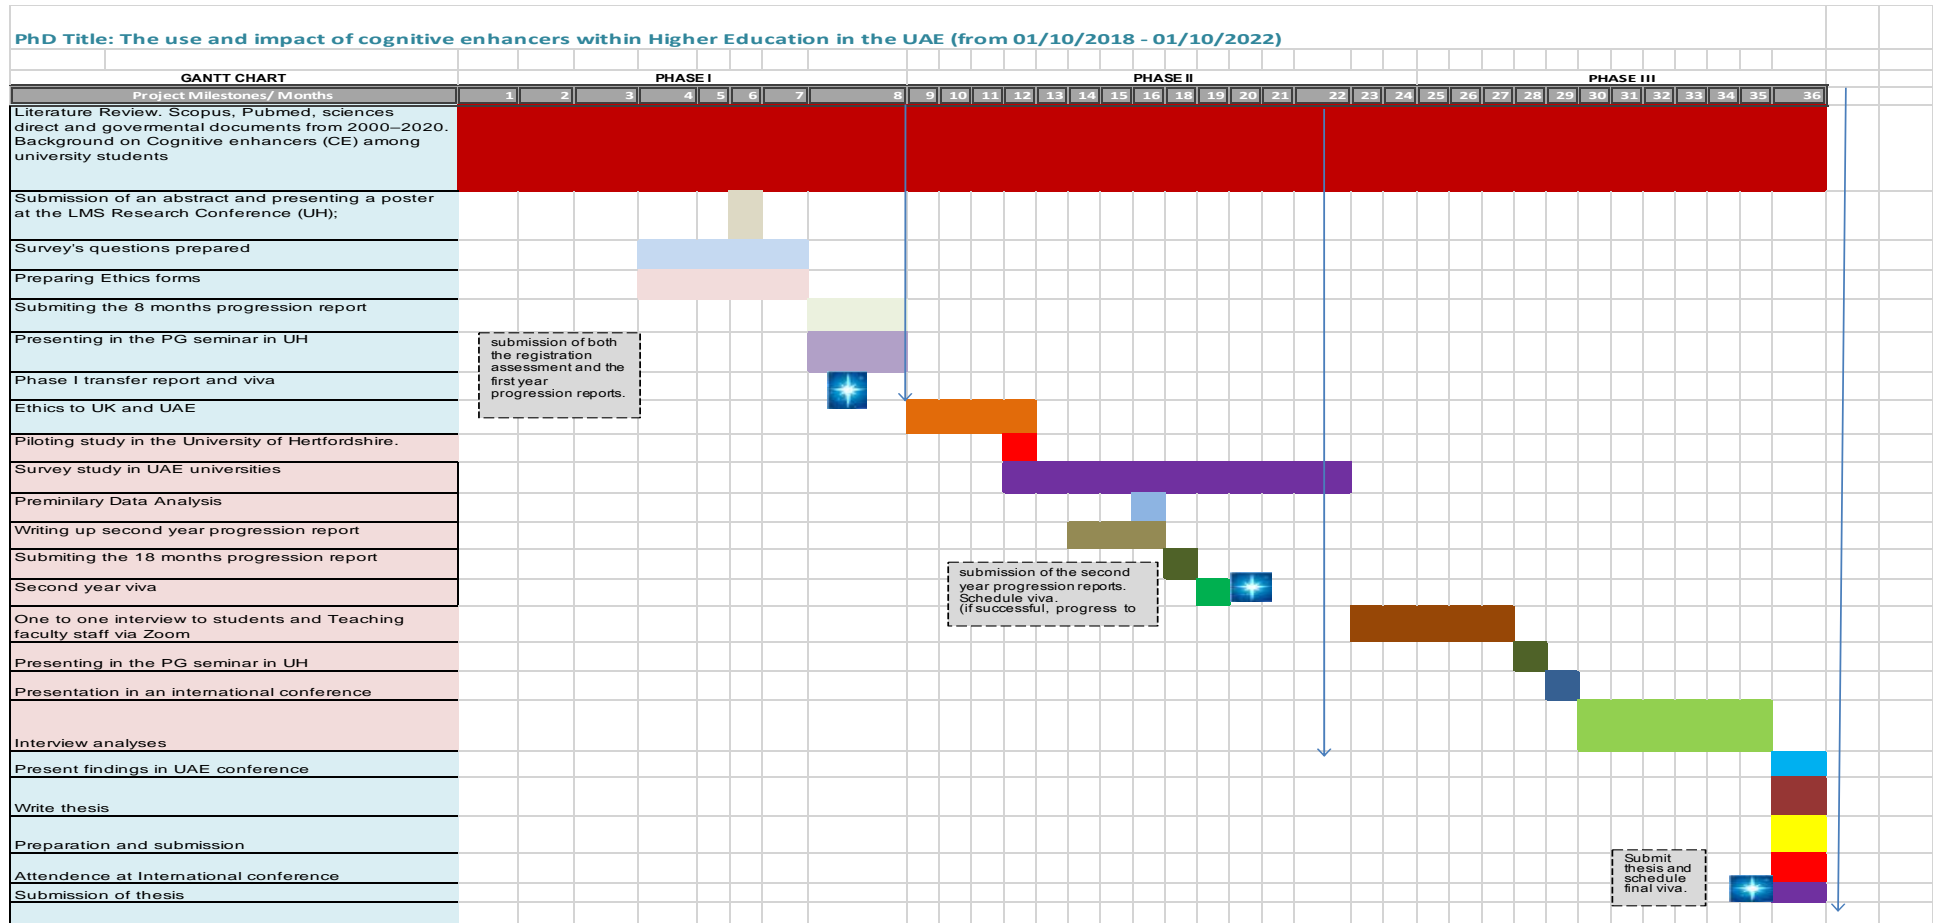 PhD Title: The use and impact of cognitive enhancers within Higher Education in the UAE (from 01/10/2018 - 01/10/2022)
GANTT CHART PHASE I PHASE II PHASE III
Project Milestones/ Months 1 2 3 4 5 6 7 8 9 10 11 12 13 14 15 16 18 19 20 21 22 23 24 25 26 27 28 29 30 31 32 33 34 35 36
Literature Review. Scopus, Pubmed, sciences
direct and govermental documents from 2000–2020.
Background on Cognitive enhancers (CE) among
university students
Submission of an abstract and presenting a poster
at the LMS Research Conference (UH);
Survey's questions prepared
Preparing Ethics forms
Submiting the 8 months progression report
Presenting in the PG seminar in UH
submission of both
the registration
assessment and the
first year
progression reports.
Phase I transfer report and viva
Ethics to UK and UAE
Piloting study in the University of Hertfordshire.
Survey study in UAE universities
Preminilary Data Analysis
Writing up second year progression report
Submiting the 18 months progression report
submission of the second
year progression reports.
Schedule viva.
(if successful, progress to
Second year viva
One to one interview to students and Teaching
faculty staff via Zoom
Presenting in the PG seminar in UH
Presentation in an international conference
Interview analyses
Present findings in UAE conference
Write thesis
Preparation and submission
Submit
thesis and
schedule
final viva.
Attendence at International conference
Submission of thesis